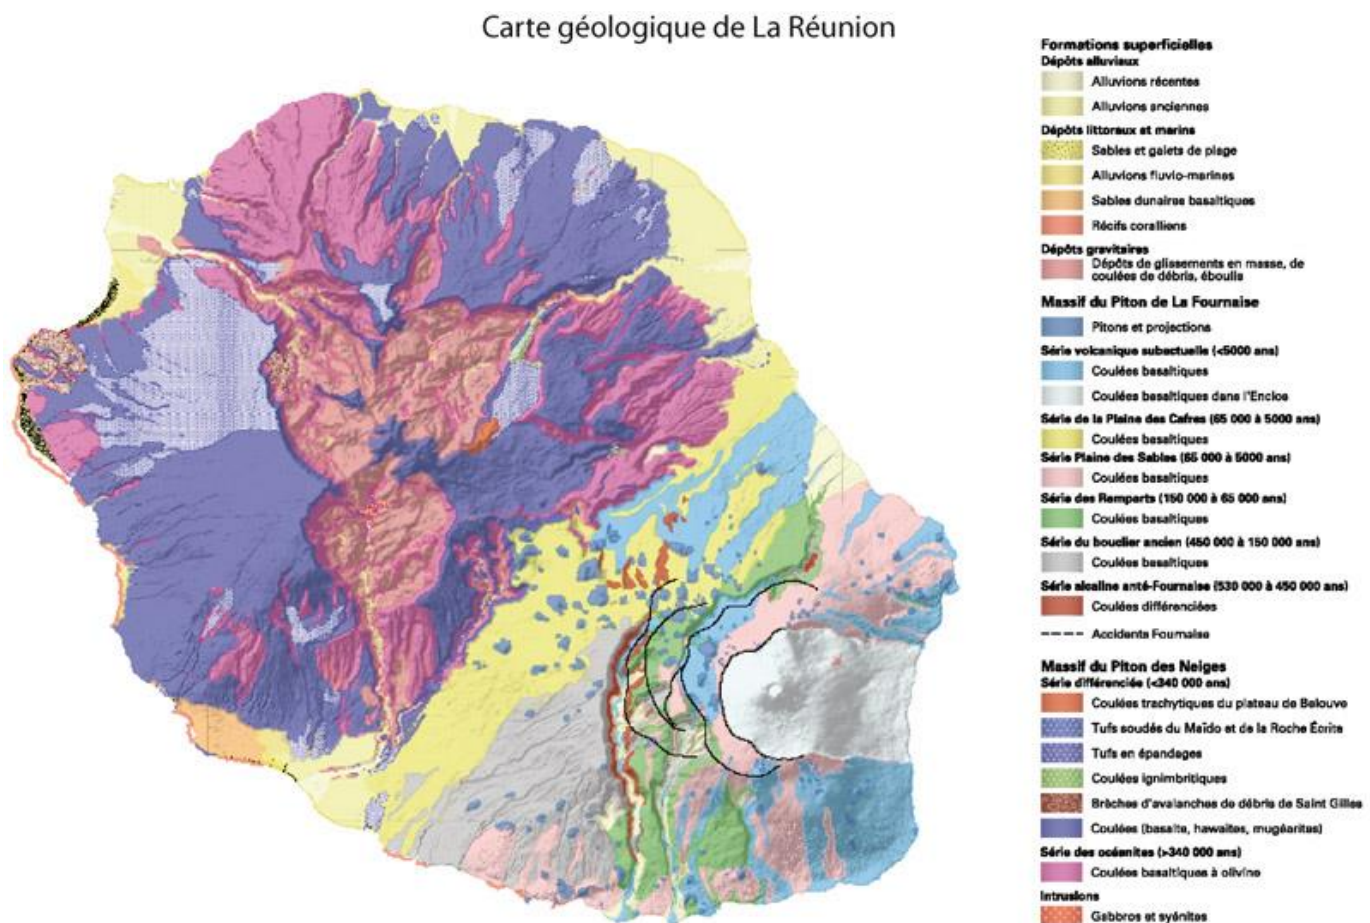 Carte géologique de La Réunion
Formations superficielles
Dépôts alluviaux
Alluvions récentes
Alluvions anciennes
Dépôts littoraux et marins
Sables et galets de plage
Alluvions fluvio-marines
Sables dunaires basaltiques
Récifs coralliens
Dépôts gravitaires
Dépôts de glissements en masse, de
coulées de débris, éboulis
Massif du Piton de La Fournaise
Pitons et projections
Série volcanique subactuelle (<5000 ans)
Coulées basaltiques
Coulées basaltiques dans l'Enclos
Série de la Plaine des Cafres (65 000 à 5000 ans)
Coulées basaltiques
Série Plaine des Sables (65 000 à 5000 ans)
Coulées basaltiques
Série des Remparts (150 000 à 65 000 ans)
Coulées basaltiques
Série du bouclier ancien (450 000 à 150 000 ans)
Coulées basaltiques
Série alcaline anté-Fournaise (530 000 à 450 000 ans)
Coulées différenciées
Accidents Fournaise
Massif du Piton des Neiges
Série différenciée (<340 000 ans)
Coulées trachytiques du plateau de Belouve
Tufs soudés du Maïdo et de la Roche Écrite
Tufs en épandages
Coulées ignimbritiques
Brèches d'avalanches de débris de Saint Gilles
Coulées (basalte, hawaites, mugéarites)
Série des océanites (>340 000 ans)
Coulées basaltiques à olivine
Intrusions
Gabbros et syénites